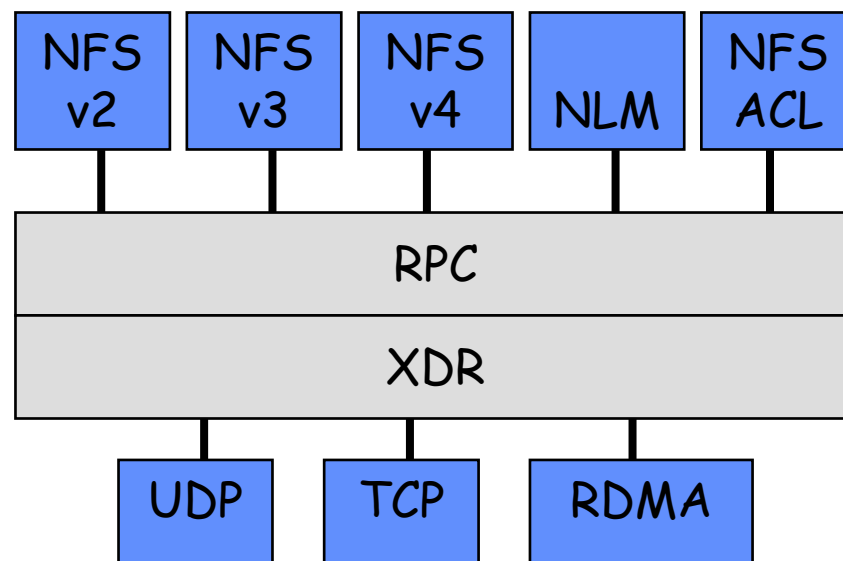 NFS v2
NFS v3
NFS v4
NLM
NFS ACL
RPC
XDR
UDP
TCP
RDMA